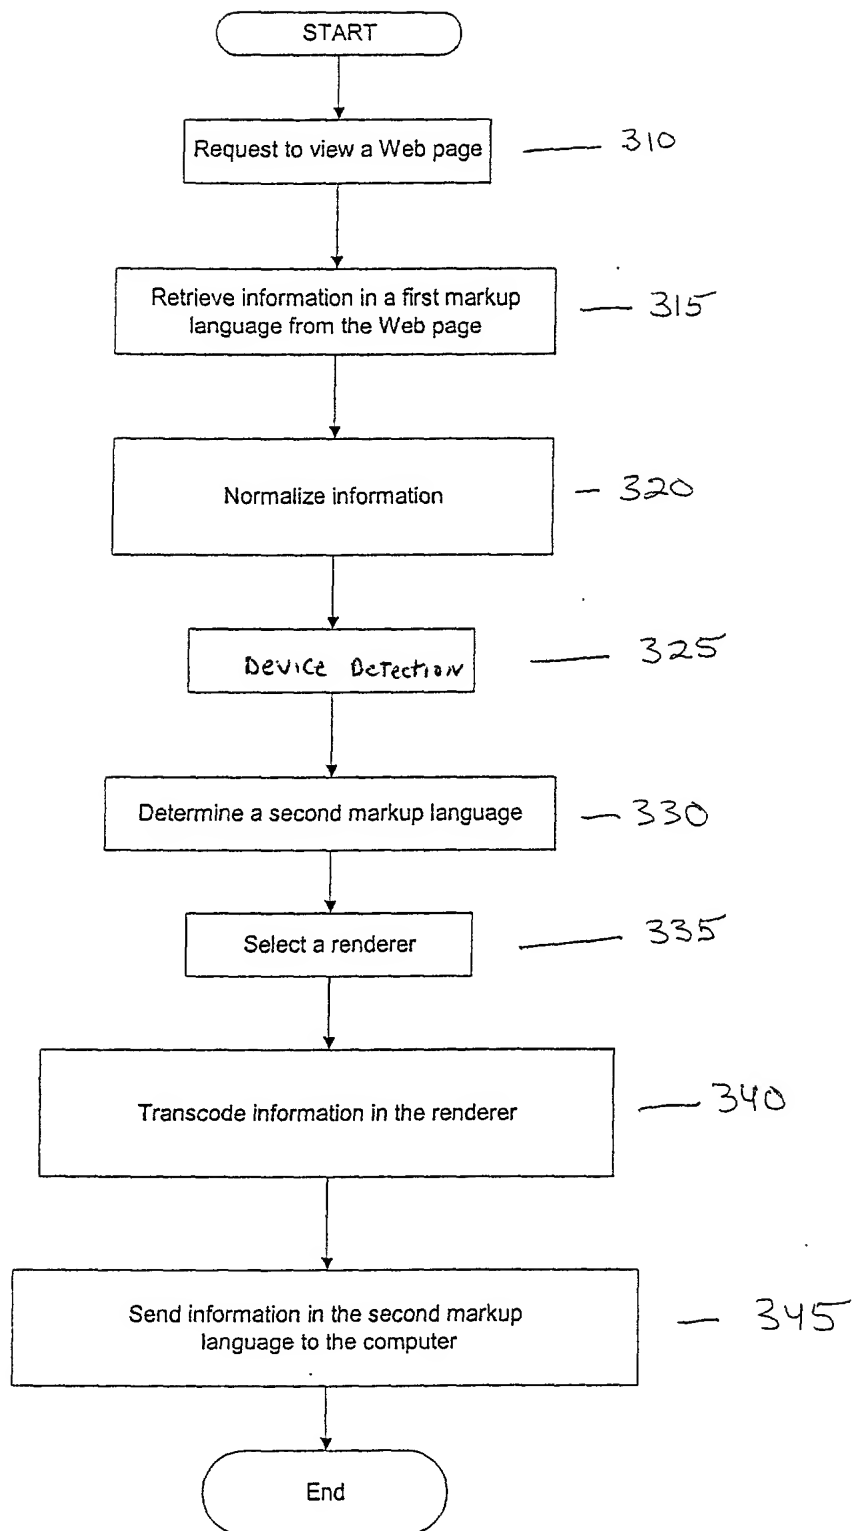 START
Request to view a Web page 310
Retrieve information in a first markup 315
language from the Web page
Normalize information 320
DEVICE DETECTION 325
Determine a second markup language 330
Select a renderer 335
Transcode information in the renderer 340
Send information in the second markup 345
language to the computer
End